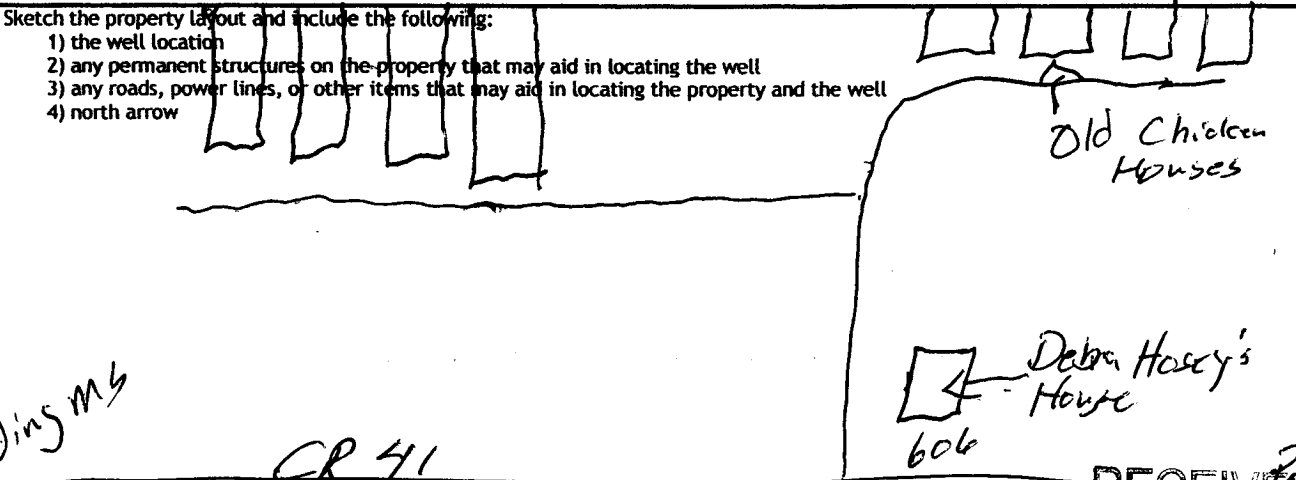 Sketch the property layout and include the following:
1) the well location
2) any permanent structures on the property that may aid in locating the well
3) any roads, power lines, or other items that may aid in locating the property and the well
4) north arrow
Old Chicken
Houses
Debra Hosey's
House
606
CR 41